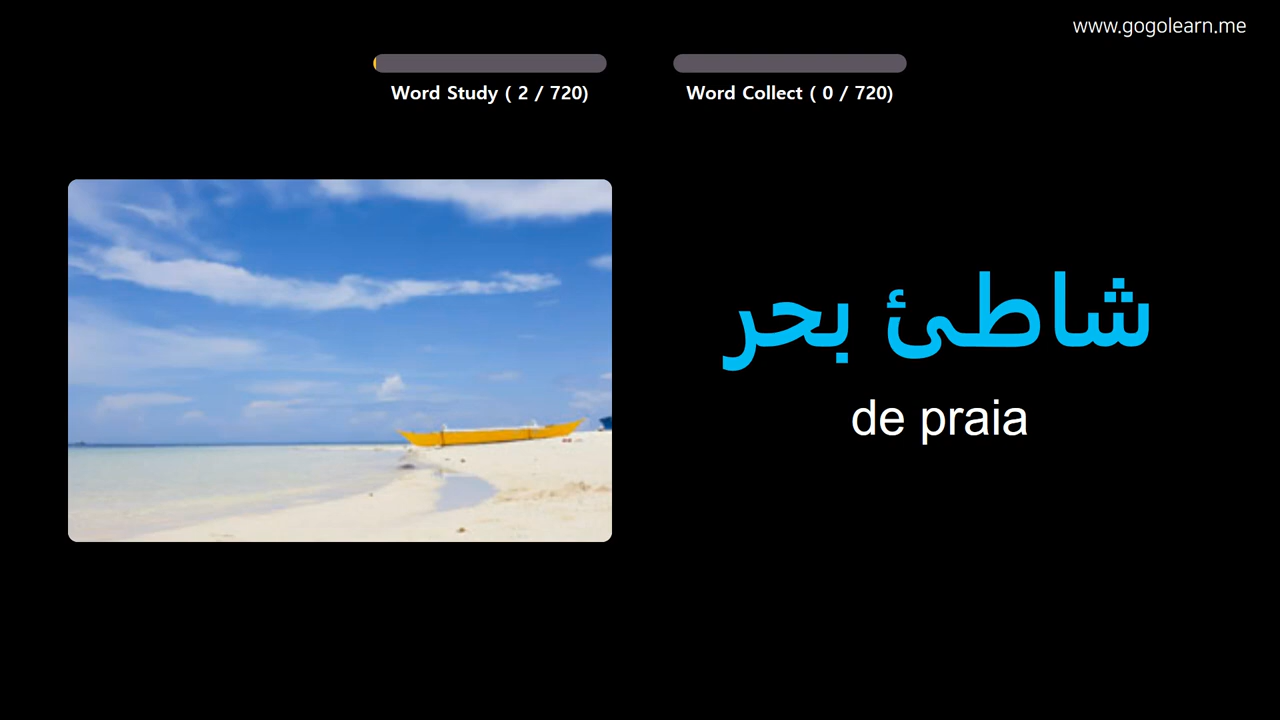 www.gogolearn.me
Word Study ( 2 / 720)
Word Collect ( 0 / 720)
شاطئ بحر
de praia